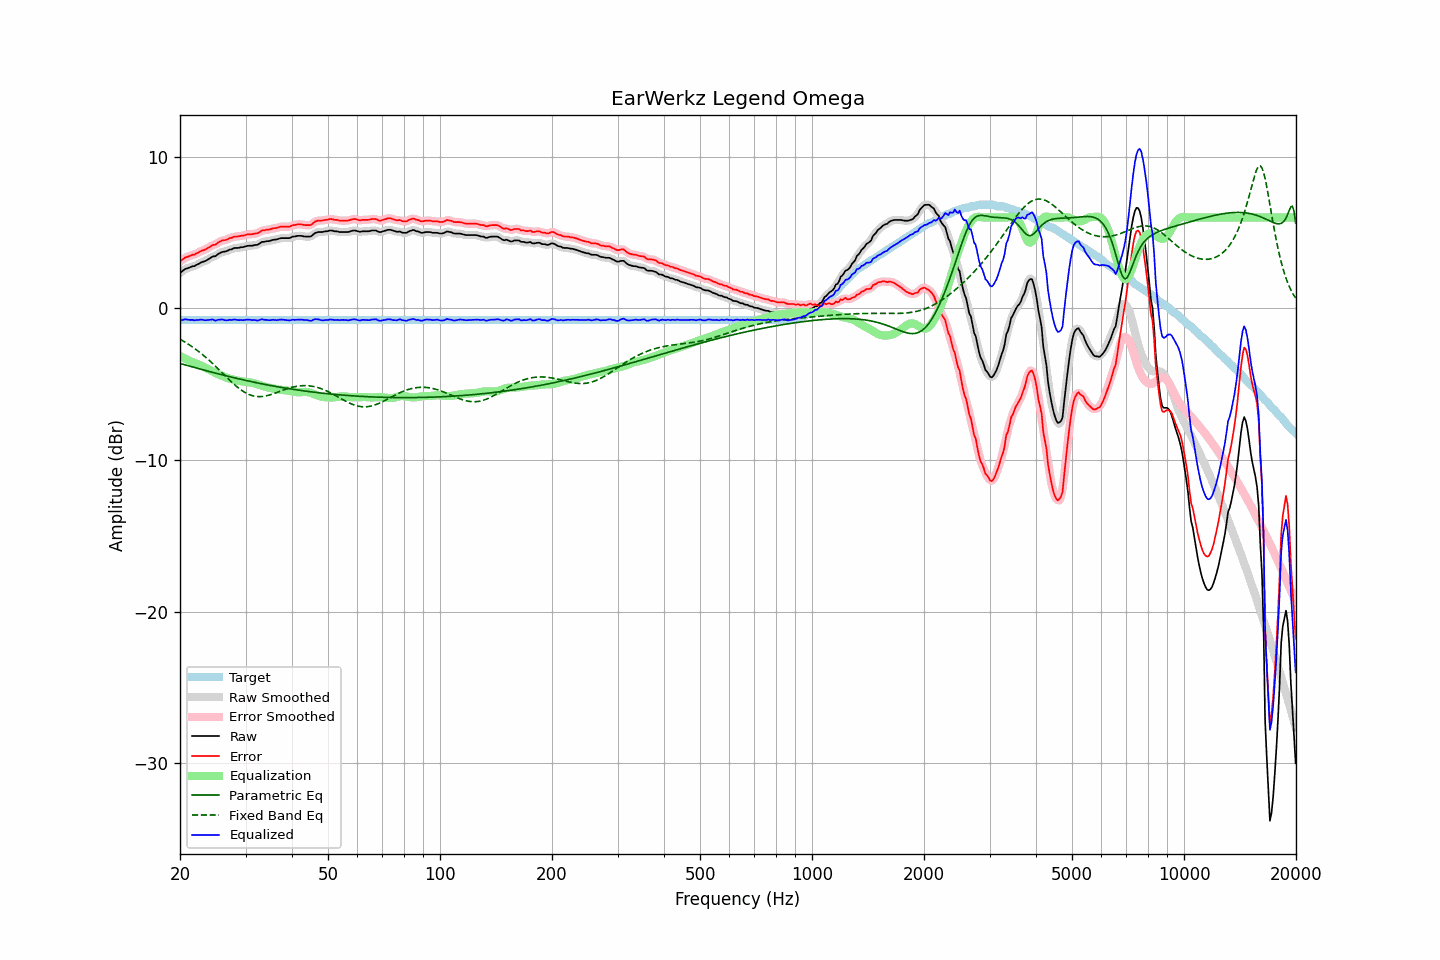 EarWerkz Legend Omega
Amplitude (dBr)
10
0
−10
−20
−30
Target
Raw Smoothed
Error Smoothed
Raw
Error
Equalization
Parametric Eq
Fixed Band Eq
Equalized
20 50 100 200 500 1000 2000 5000 10000 20000
Frequency (Hz)